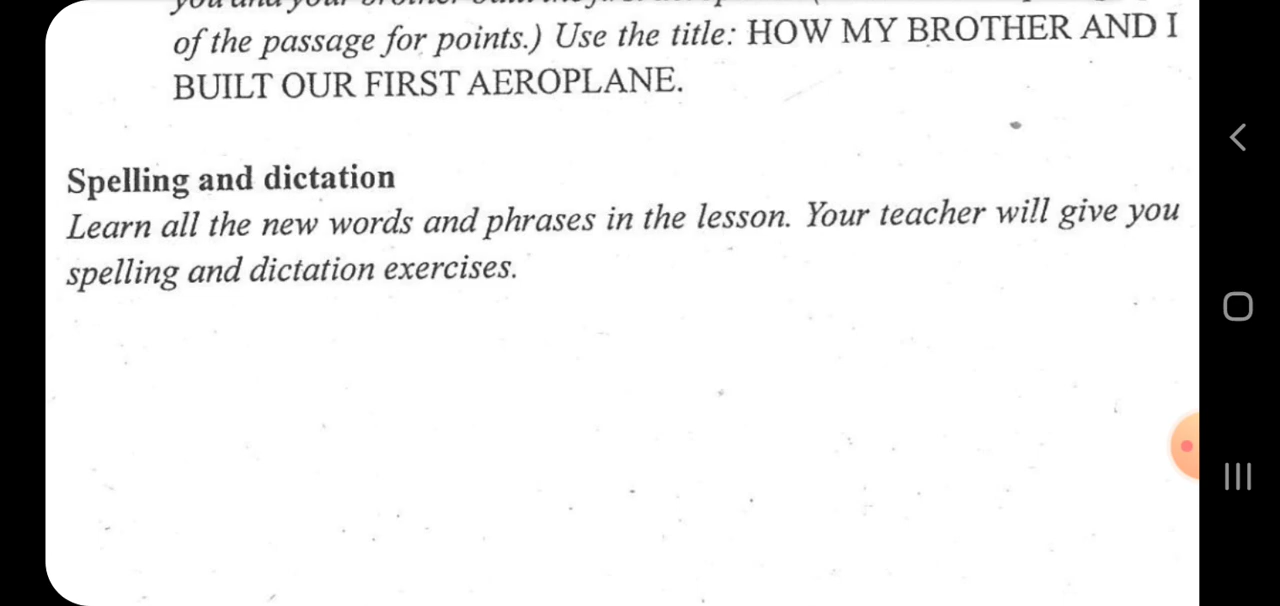 of the passage for points.) Use the title: HOW MY BROTHER AND I
BUILT OUR FIRST AEROPLANE.
Spelling and dictation
Learn all the new words and phrases in the lesson. Your teacher will give you
spelling and dictation exercises.